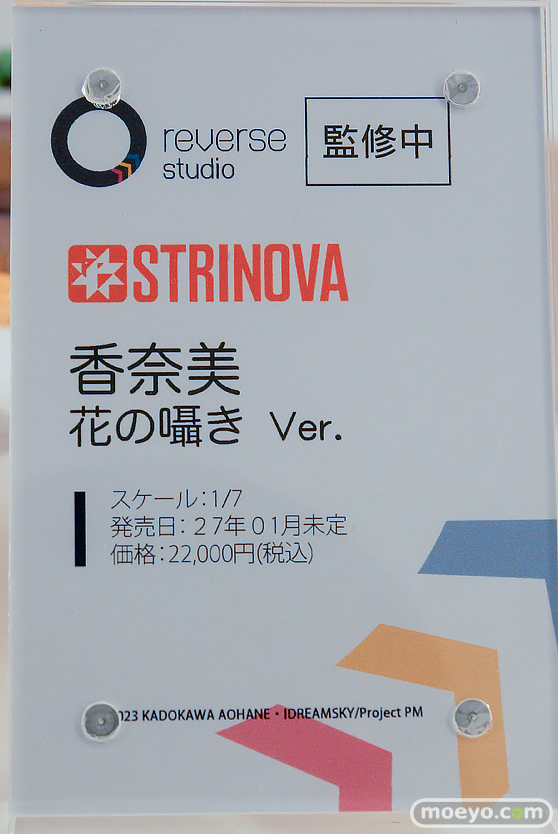 reverse
studio
監修中
STRINOVA
香奈美
花の囁き Ver.
スケール:1/7
発売日:27年01月未定
価格:22,000円(税込)
023 KADOKAWA AOHANE・IDREAMSKY/Project PM
moeyo.com